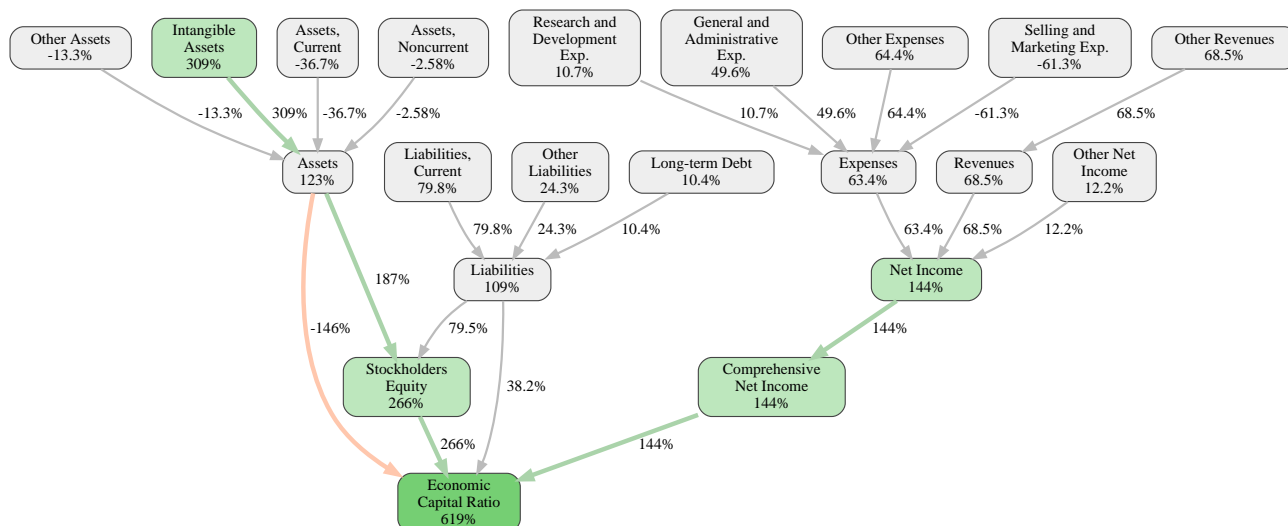 Other Assets
-13.3%
Intangible
Assets
309%
Assets,
Current
-36.7%
Assets,
Noncurrent
-2.58%
Research and
Development
Exp.
10.7%
General and
Administrative
Exp.
49.6%
Other Expenses
64.4%
Selling and
Marketing Exp.
-61.3%
Other Revenues
68.5%
-13.3%
309%
-36.7%
-2.58%
10.7%
49.6%
64.4%
-61.3%
68.5%
Assets
123%
Liabilities,
Current
79.8%
Other
Liabilities
24.3%
Long-term Debt
10.4%
Expenses
63.4%
Revenues
68.5%
Other Net
Income
12.2%
79.8%
24.3%
10.4%
63.4%
68.5%
12.2%
187%
Liabilities
109%
Net Income
144%
-146%
79.5%
144%
Stockholders
Equity
266%
38.2%
Comprehensive
Net Income
144%
266%
144%
Economic
Capital Ratio
619%